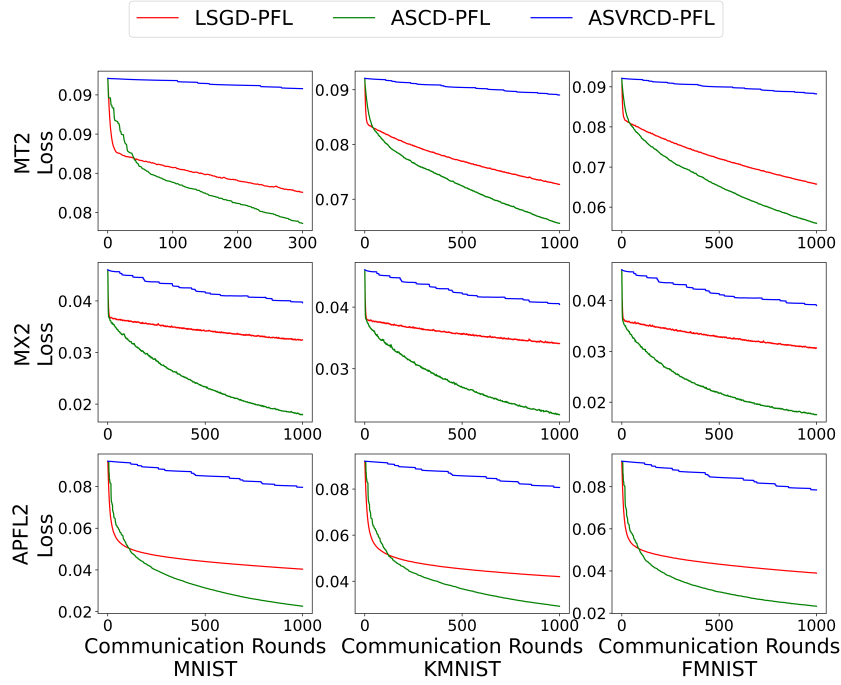 LSGD-PFL ASCD-PFL ASVRCD-PFL
MT2
Loss
0.09
0.09
0.08
0.08
0 100 200 300
0.09
0.08
0.07
0 500 1000
0.09
0.08
0.07
0.06
0 500 1000
MX2
Loss
0.04
0.03
0.02
0 500 1000
0.04
0.03
0 500 1000
0.04
0.03
0.02
0 500 1000
APFL2
Loss
0.08
0.06
0.04
0.02
0 500 1000
Communication Rounds
MNIST
0.08
0.06
0.04
0 500 1000
Communication Rounds
KMNIST
0.08
0.06
0.04
0.02
0 500 1000
Communication Rounds
FMNIST